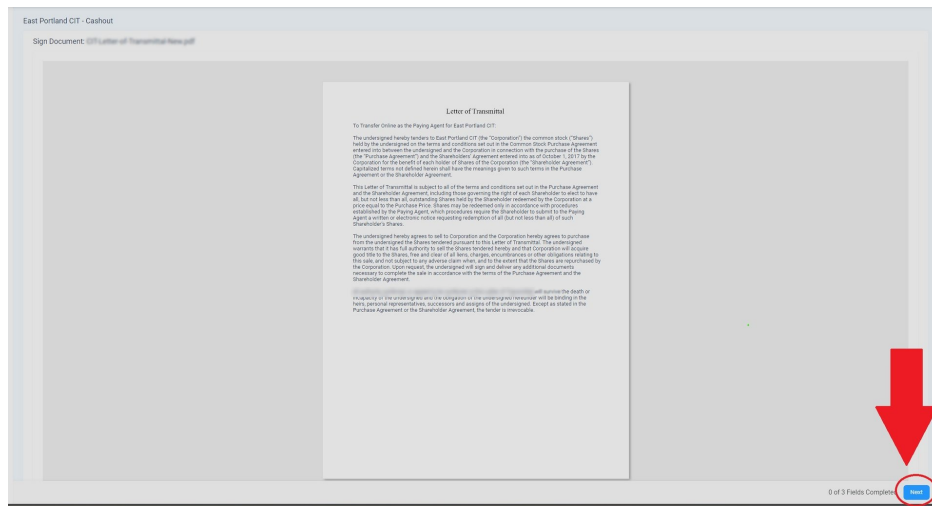 East Portland CIT - Cashout
Sign Document:
Letter of Transmittal
To Transfer Online as the Paying Agent for East Portland CIT:
The undersigned hereby tenders to East Portland CIT (the "Corporation") the common stock ("Shares")
held by the undersigned on the terms and conditions set out in the Common Stock Purchase Agreement
entered into between the undersigned and the Corporation in connection with the purchase of the Shares
(the "Purchase Agreement") and the Shareholders' Agreement entered into as of October 1, 2017 by the
Corporation for the benefit of each holder of Shares of the Corporation (the "Shareholder Agreement").
Capitalized terms not defined herein shall have the meanings given to such terms in the Purchase
Agreement or the Shareholder Agreement.
This Letter of Transmittal is subject to all of the terms and conditions set out in the Purchase Agreement
and the Shareholder Agreement, including those governing the right of each Shareholder to elect to have
all, but not less than all, outstanding Shares held by the Shareholder redeemed by the Corporation at a
price equal to the Purchase Price. Shares may be redeemed only in accordance with procedures
established by the Paying Agent, which procedures require the Shareholder to submit to the Paying
Agent a written or electronic notice requesting redemption of all (but not less than all) of such
Shareholder's Shares.
The undersigned hereby agrees to sell to Corporation and the Corporation hereby agrees to purchase
from the undersigned the Shares tendered pursuant to this Letter of Transmittal. The undersigned
warrants that it has full authority to sell the Shares tendered hereby and that Corporation will acquire
good title to the Shares, free and clear of all liens, charges, encumbrances or other obligations relating to
this sale, and not subject to any adverse claim when, and to the extent that the Shares are repurchased by
the Corporation. Upon request, the undersigned will sign and deliver any additional documents
necessary to complete the sale in accordance with the terms of the Purchase Agreement and the
Shareholder Agreement.
will survive the death or
incapacity of the undersigned and the obligation of the undersigned hereunder will be binding in the
heirs, personal representatives, successors and assigns of the undersigned. Except as stated in the
Purchase Agreement or the Shareholder Agreement, the tender is irrevocable.
0 of 3 Fields Completed Next